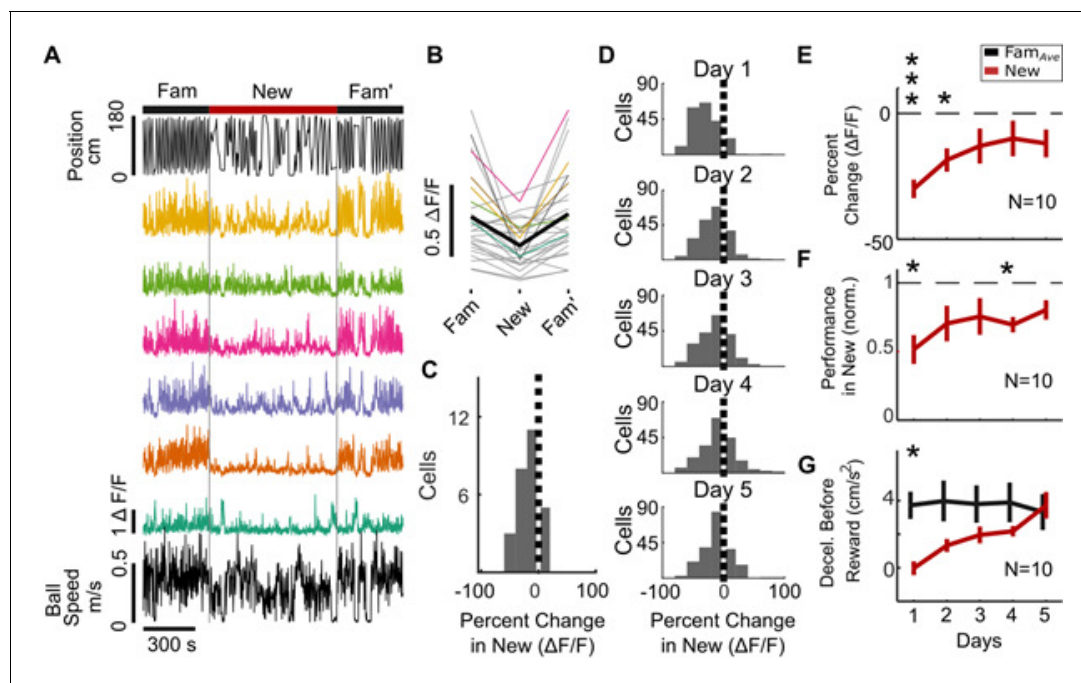 A
Fam
New
Fam'
Position
cm
180
0
1 Δ F/F
Ball
Speed
m/s
0.5
0
300 s
B
0.5 ΔF/F
Fam
New
Fam'
C
Cells
12
6
-100
0
100
Percent Change
in New (ΔF/F)
D
Day 1
Cells
90
45
Day 2
Cells
90
45
Day 3
Cells
90
45
Day 4
Cells
90
45
Day 5
Cells
90
45
-100
0
100
Percent Change
in New (ΔF/F)
E
Fam Ave
New
***
*
Percent
Change (ΔF/F)
0
-50
N=10
F
*
*
Performance
in New (norm.)
1
0.5
0
N=10
G
*
Decel. Before
Reward (cm/s²)
4
0
N=10
1 2 3 4 5
Days